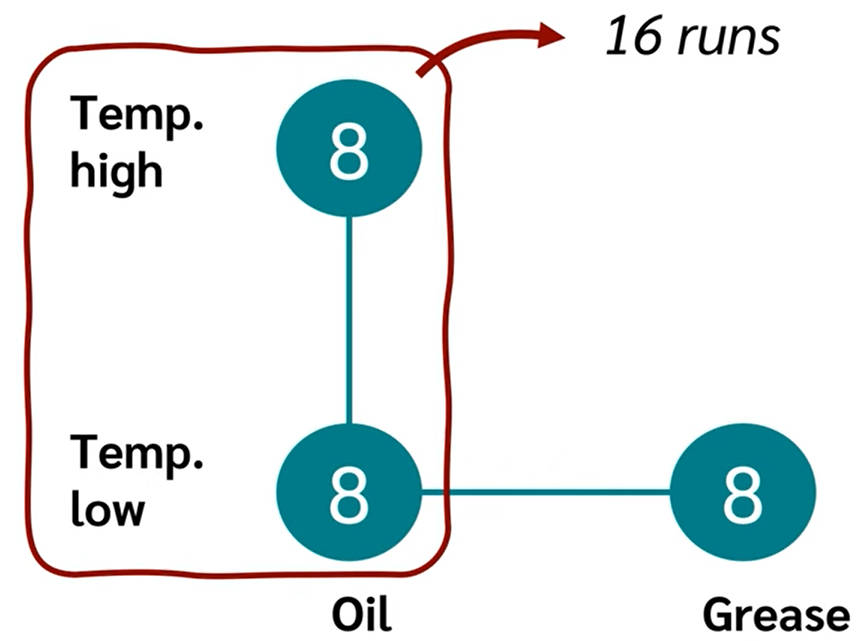 16 runs
Temp.
high
8
Temp.
low
8
8
Oil
Grease